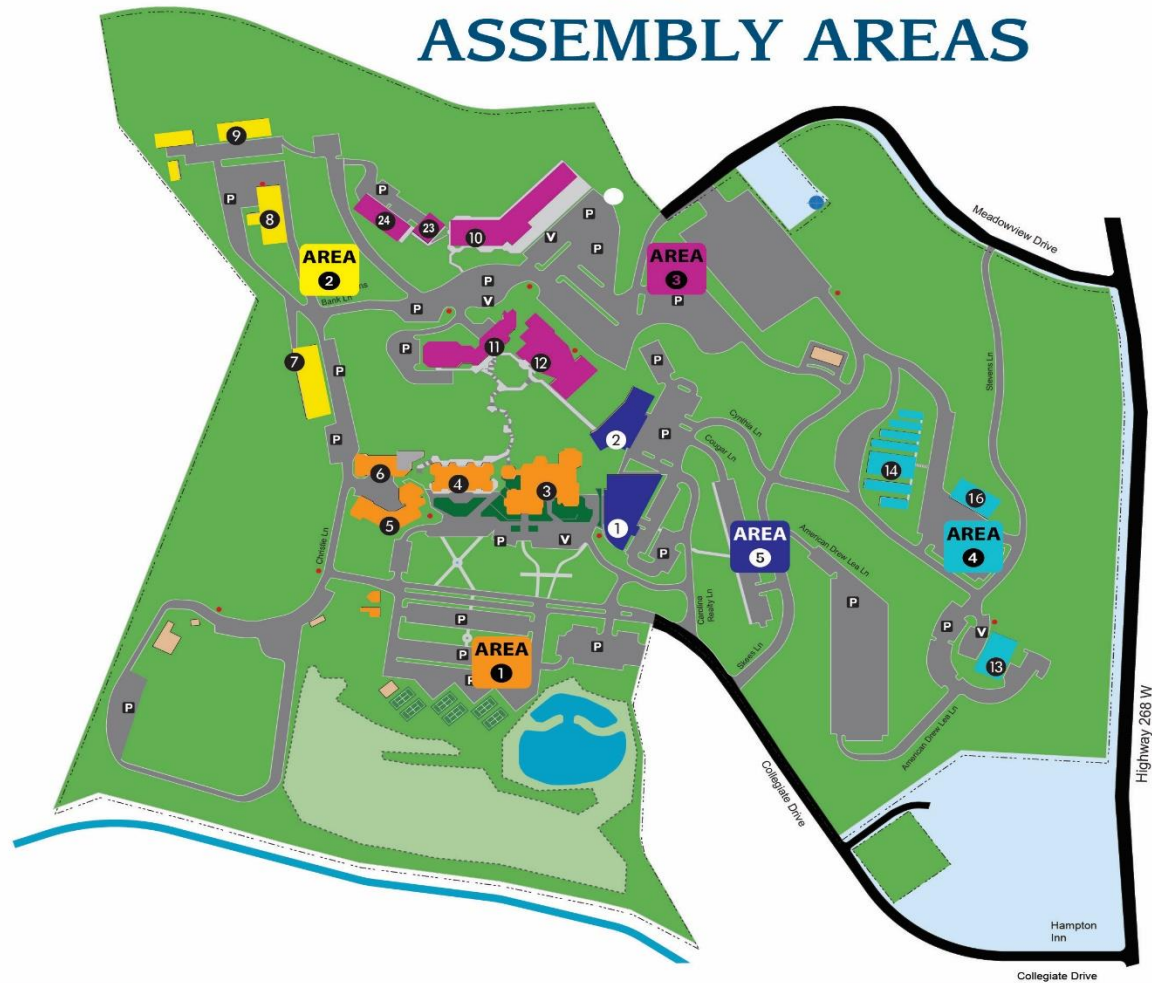 ASSEMBLY AREAS
9
P
P
8
24
23
10
P
V
P
AREA
2
Bank Ln
AREA
3
P
Meadowview Drive
P
P
V
P
11
12
7
P
P
P
2
P
Cynthia Ln
Cougar Ln
Stevens Ln
14
16
6
4
3
5
1
P
V
P
AREA
5
American Drew Lea Ln
AREA
4
Christie Ln
Carolina
Realty Ln
P
P
P
P
P
V
13
P
AREA
1
P
Skees Ln
P
American Drew Lea Ln
Highway 268 W
Collegiate Drive
Hampton
Inn
Collegiate Drive